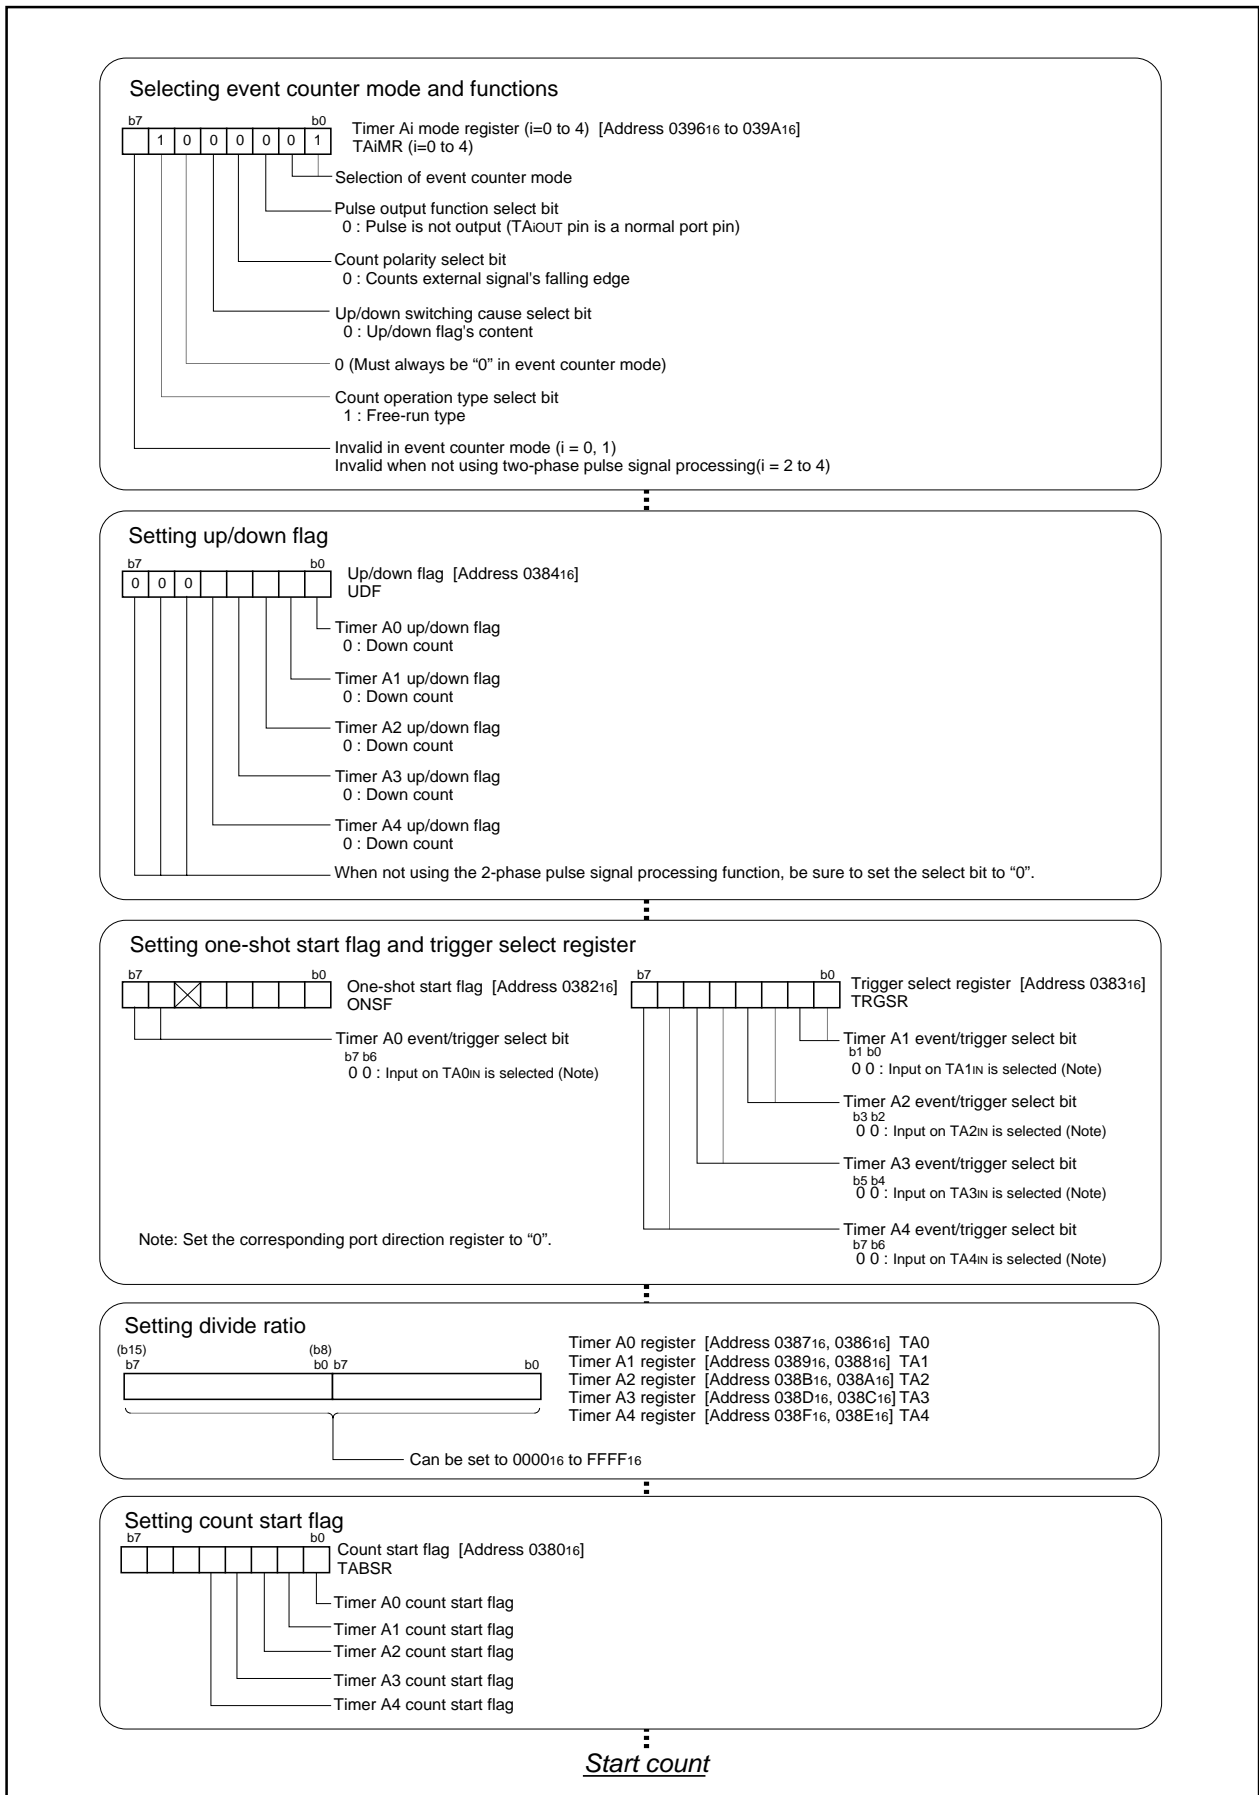 Selecting event counter mode and functions
b7 b0
1 0 0 0 0 0 1
Timer Ai mode register (i=0 to 4) [Address 039616 to 039A16]
TAiMR (i=0 to 4)
Selection of event counter mode
Pulse output function select bit
0 : Pulse is not output (TAiOUT pin is a normal port pin)
Count polarity select bit
0 : Counts external signal's falling edge
Up/down switching cause select bit
0 : Up/down flag's content
0 (Must always be “0” in event counter mode)
Count operation type select bit
1 : Free-run type
Invalid in event counter mode (i = 0, 1)
Invalid when not using two-phase pulse signal processing(i = 2 to 4)
Setting up/down flag
b7 b0
0 0 0
Up/down flag [Address 038416]
UDF
Timer A0 up/down flag
0 : Down count
Timer A1 up/down flag
0 : Down count
Timer A2 up/down flag
0 : Down count
Timer A3 up/down flag
0 : Down count
Timer A4 up/down flag
0 : Down count
When not using the 2-phase pulse signal processing function, be sure to set the select bit to “0”.
Setting one-shot start flag and trigger select register
b7 b0
One-shot start flag [Address 038216]
ONSF
Timer A0 event/trigger select bit
b7 b6
0 0 : Input on TA0IN is selected (Note)
b7 b0
Trigger select register [Address 038316]
TRGSR
Timer A1 event/trigger select bit
b1 b0
0 0 : Input on TA1IN is selected (Note)
Timer A2 event/trigger select bit
b3 b2
0 0 : Input on TA2IN is selected (Note)
Timer A3 event/trigger select bit
b5 b4
0 0 : Input on TA3IN is selected (Note)
Timer A4 event/trigger select bit
b7 b6
0 0 : Input on TA4IN is selected (Note)
Note: Set the corresponding port direction register to “0”.
Setting divide ratio
(b15) (b8)
b7 b0 b7 b0
Timer A0 register [Address 038716, 038616] TA0
Timer A1 register [Address 038916, 038816] TA1
Timer A2 register [Address 038B16, 038A16] TA2
Timer A3 register [Address 038D16, 038C16] TA3
Timer A4 register [Address 038F16, 038E16] TA4
Can be set to 000016 to FFFF16
Setting count start flag
b7 b0
Count start flag [Address 038016]
TABSR
Timer A0 count start flag
Timer A1 count start flag
Timer A2 count start flag
Timer A3 count start flag
Timer A4 count start flag
Start count